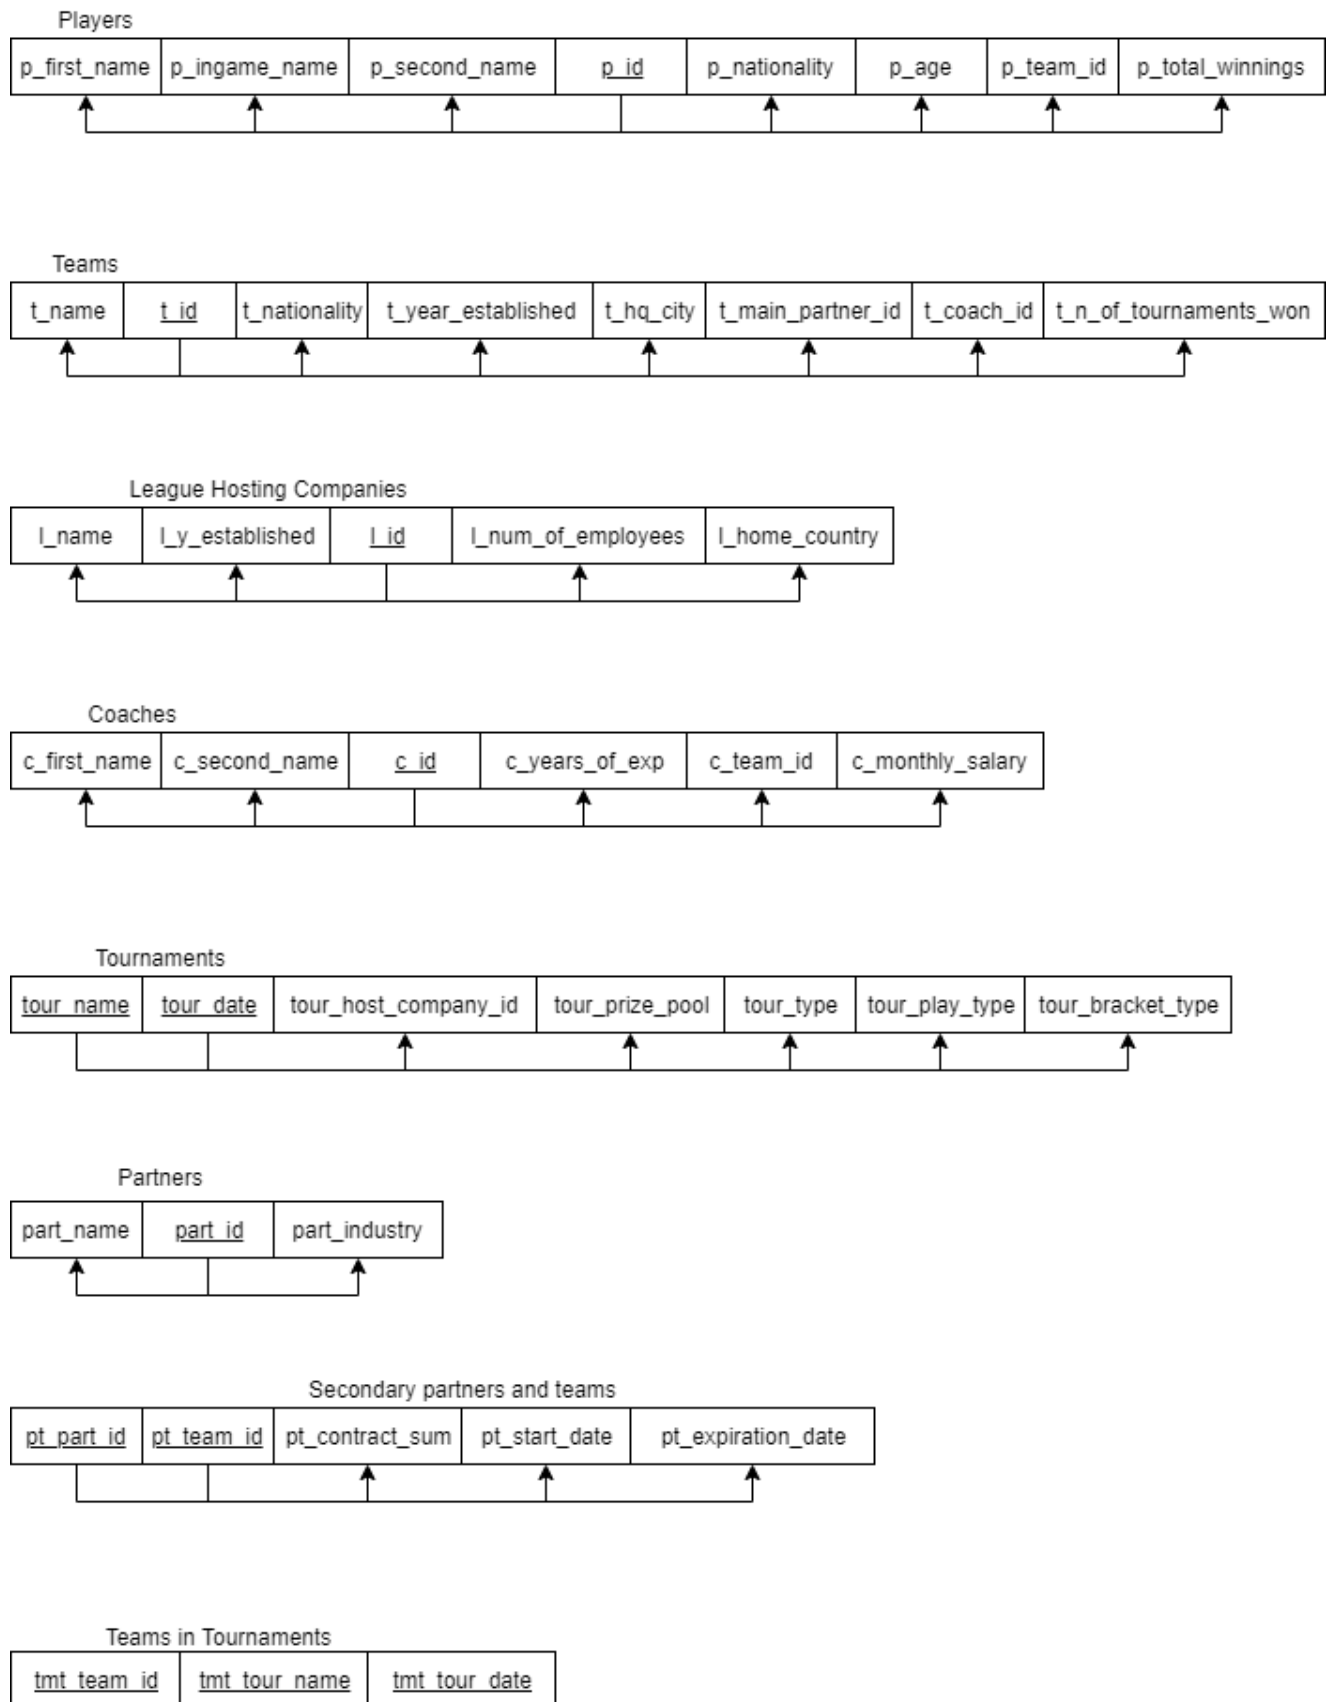 Players
p_first_name p_ingame_name p_second_name p_id p_nationality p_age p_team_id p_total_winnings
Teams
t_name t_id t_nationality t_year_established t_hq_city t_main_partner_id t_coach_id t_n_of_tournaments_won
League Hosting Companies
l_name l_y_established l_id l_num_of_employees l_home_country
Coaches
c_first_name c_second_name c_id c_years_of_exp c_team_id c_monthly_salary
Tournaments
tour_name tour_date tour_host_company_id tour_prize_pool tour_type tour_play_type tour_bracket_type
Partners
part_name part_id part_industry
Secondary partners and teams
pt_part_id pt_team_id pt_contract_sum pt_start_date pt_expiration_date
Teams in Tournaments
tmt_team_id tmt_tour_name tmt_tour_date